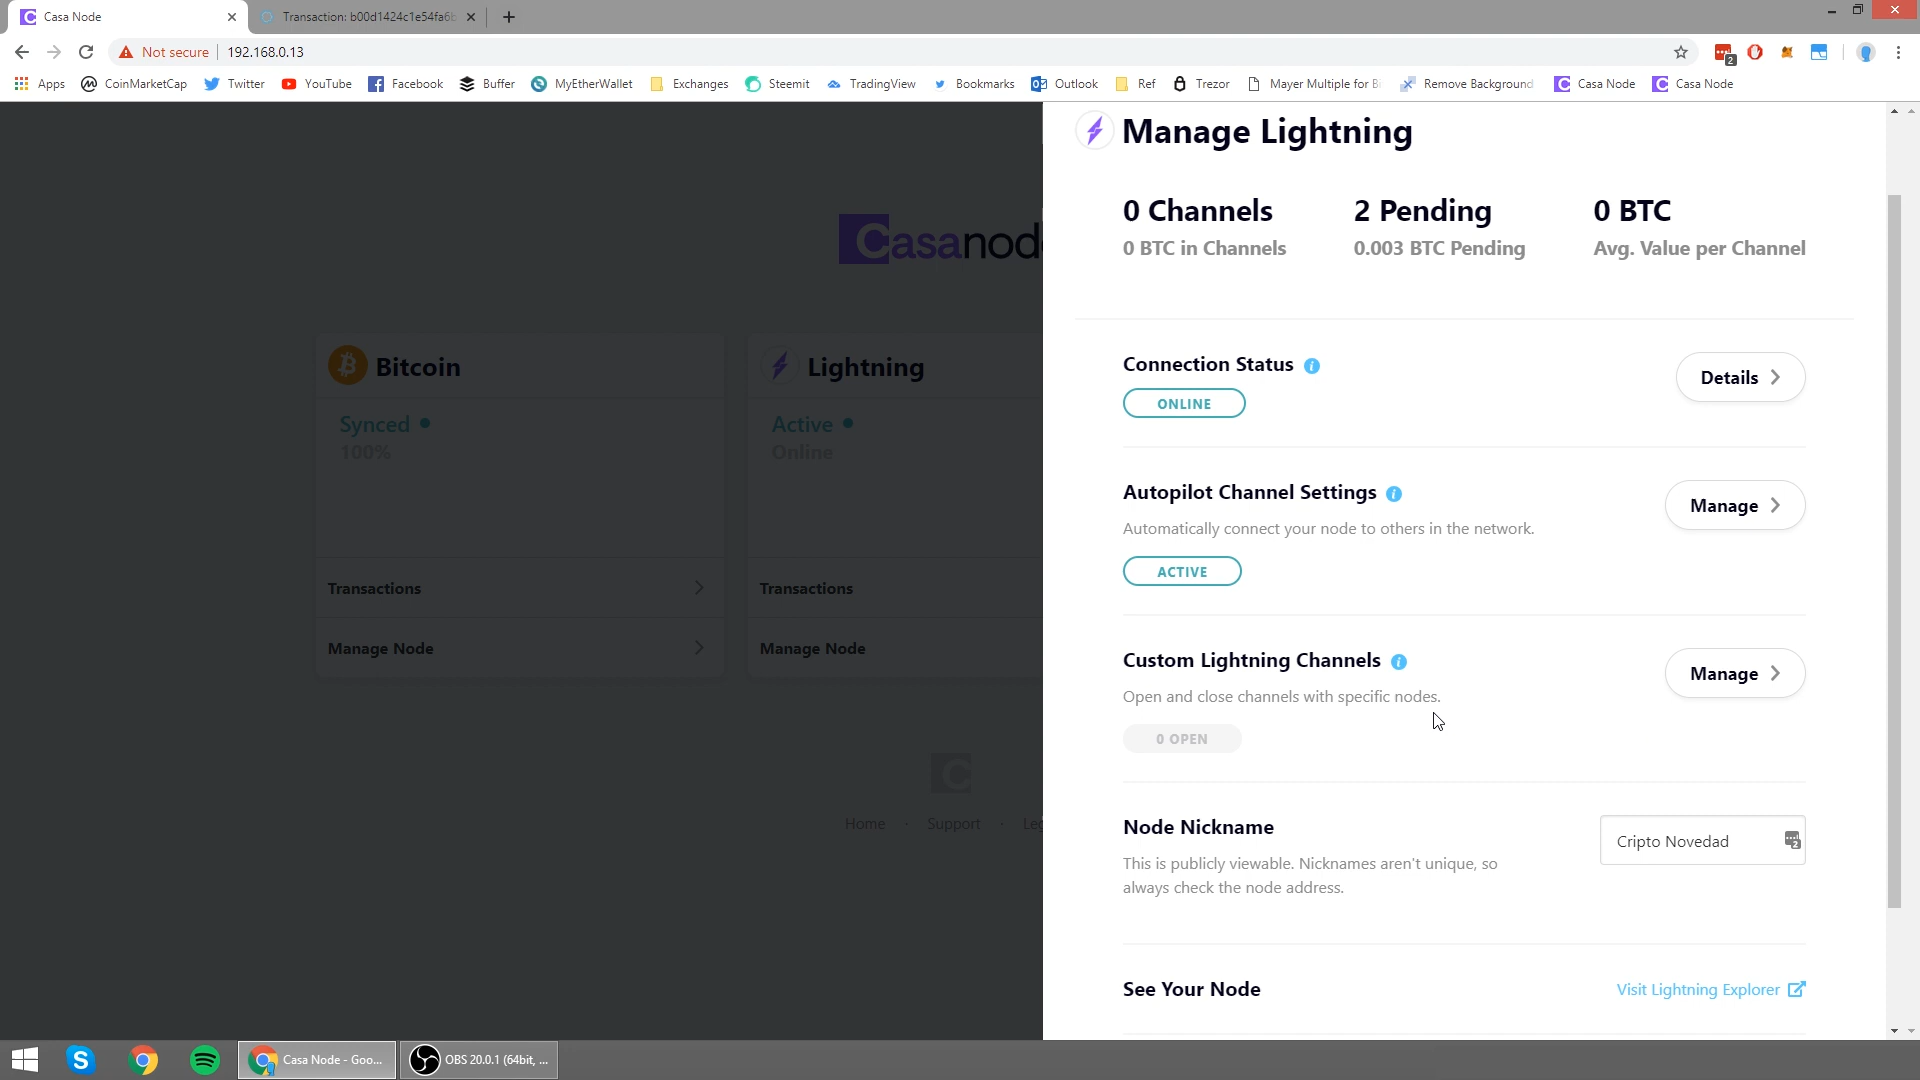 Casa Node
Transaction: b00d1424c1e54fa6b
Not secure
192.168.0.13
2
Apps
CoinMarketCap
Twitter
YouTube
Facebook
Buffer
MyEtherWallet
Exchanges
Steemit
TradingView
Bookmarks
Outlook
Ref
Trezor
Mayer Multiple for Bi
Remove Background
Casa Node
Casa Node
Casanod
Bitcoin
Synced
100%
Transactions
Manage Node
Lightning
Active
Online
Transactions
Manage Node
C
Home · Support · Leg
Manage Lightning
0 Channels
0 BTC in Channels
2 Pending
0.003 BTC Pending
0 BTC
Avg. Value per Channel
Connection Status
ONLINE
Details
Autopilot Channel Settings
Automatically connect your node to others in the network.
ACTIVE
Manage
Custom Lightning Channels
Open and close channels with specific nodes.
0 OPEN
Manage
Node Nickname
This is publicly viewable. Nicknames aren't unique, so
always check the node address.
Cripto Novedad
2
See Your Node
Visit Lightning Explorer
Casa Node - Goo...
OBS 20.0.1 (64bit, ...